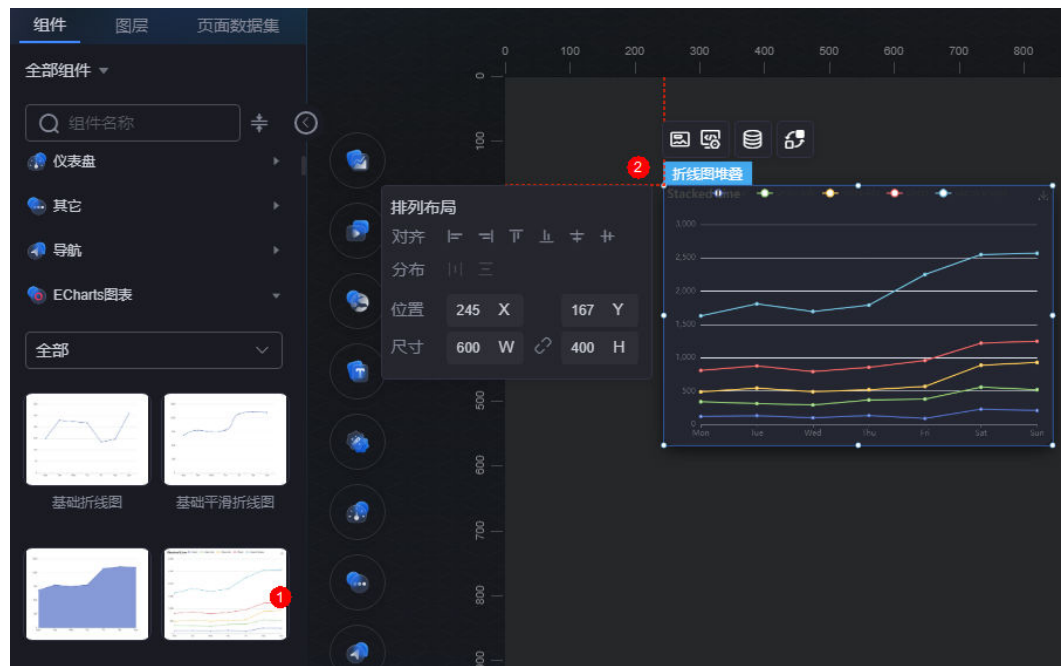 组件 图层 页面数据集
全部组件
组件名称
仪表盘
其它
导航
ECharts图表
全部
基础折线图 基础平滑折线图
1
0 100 200 300 400 500 600 700 800
0
100
500
600
700
800
2
折线图堆叠
排列布局
对齐
分布
位置 245 X 167 Y
尺寸 600 W 400 H
Stacked Line
3,000
2,500
2,000
1,500
1,000
500
0
Mon Tue Wed Thu Fri Sat Sun